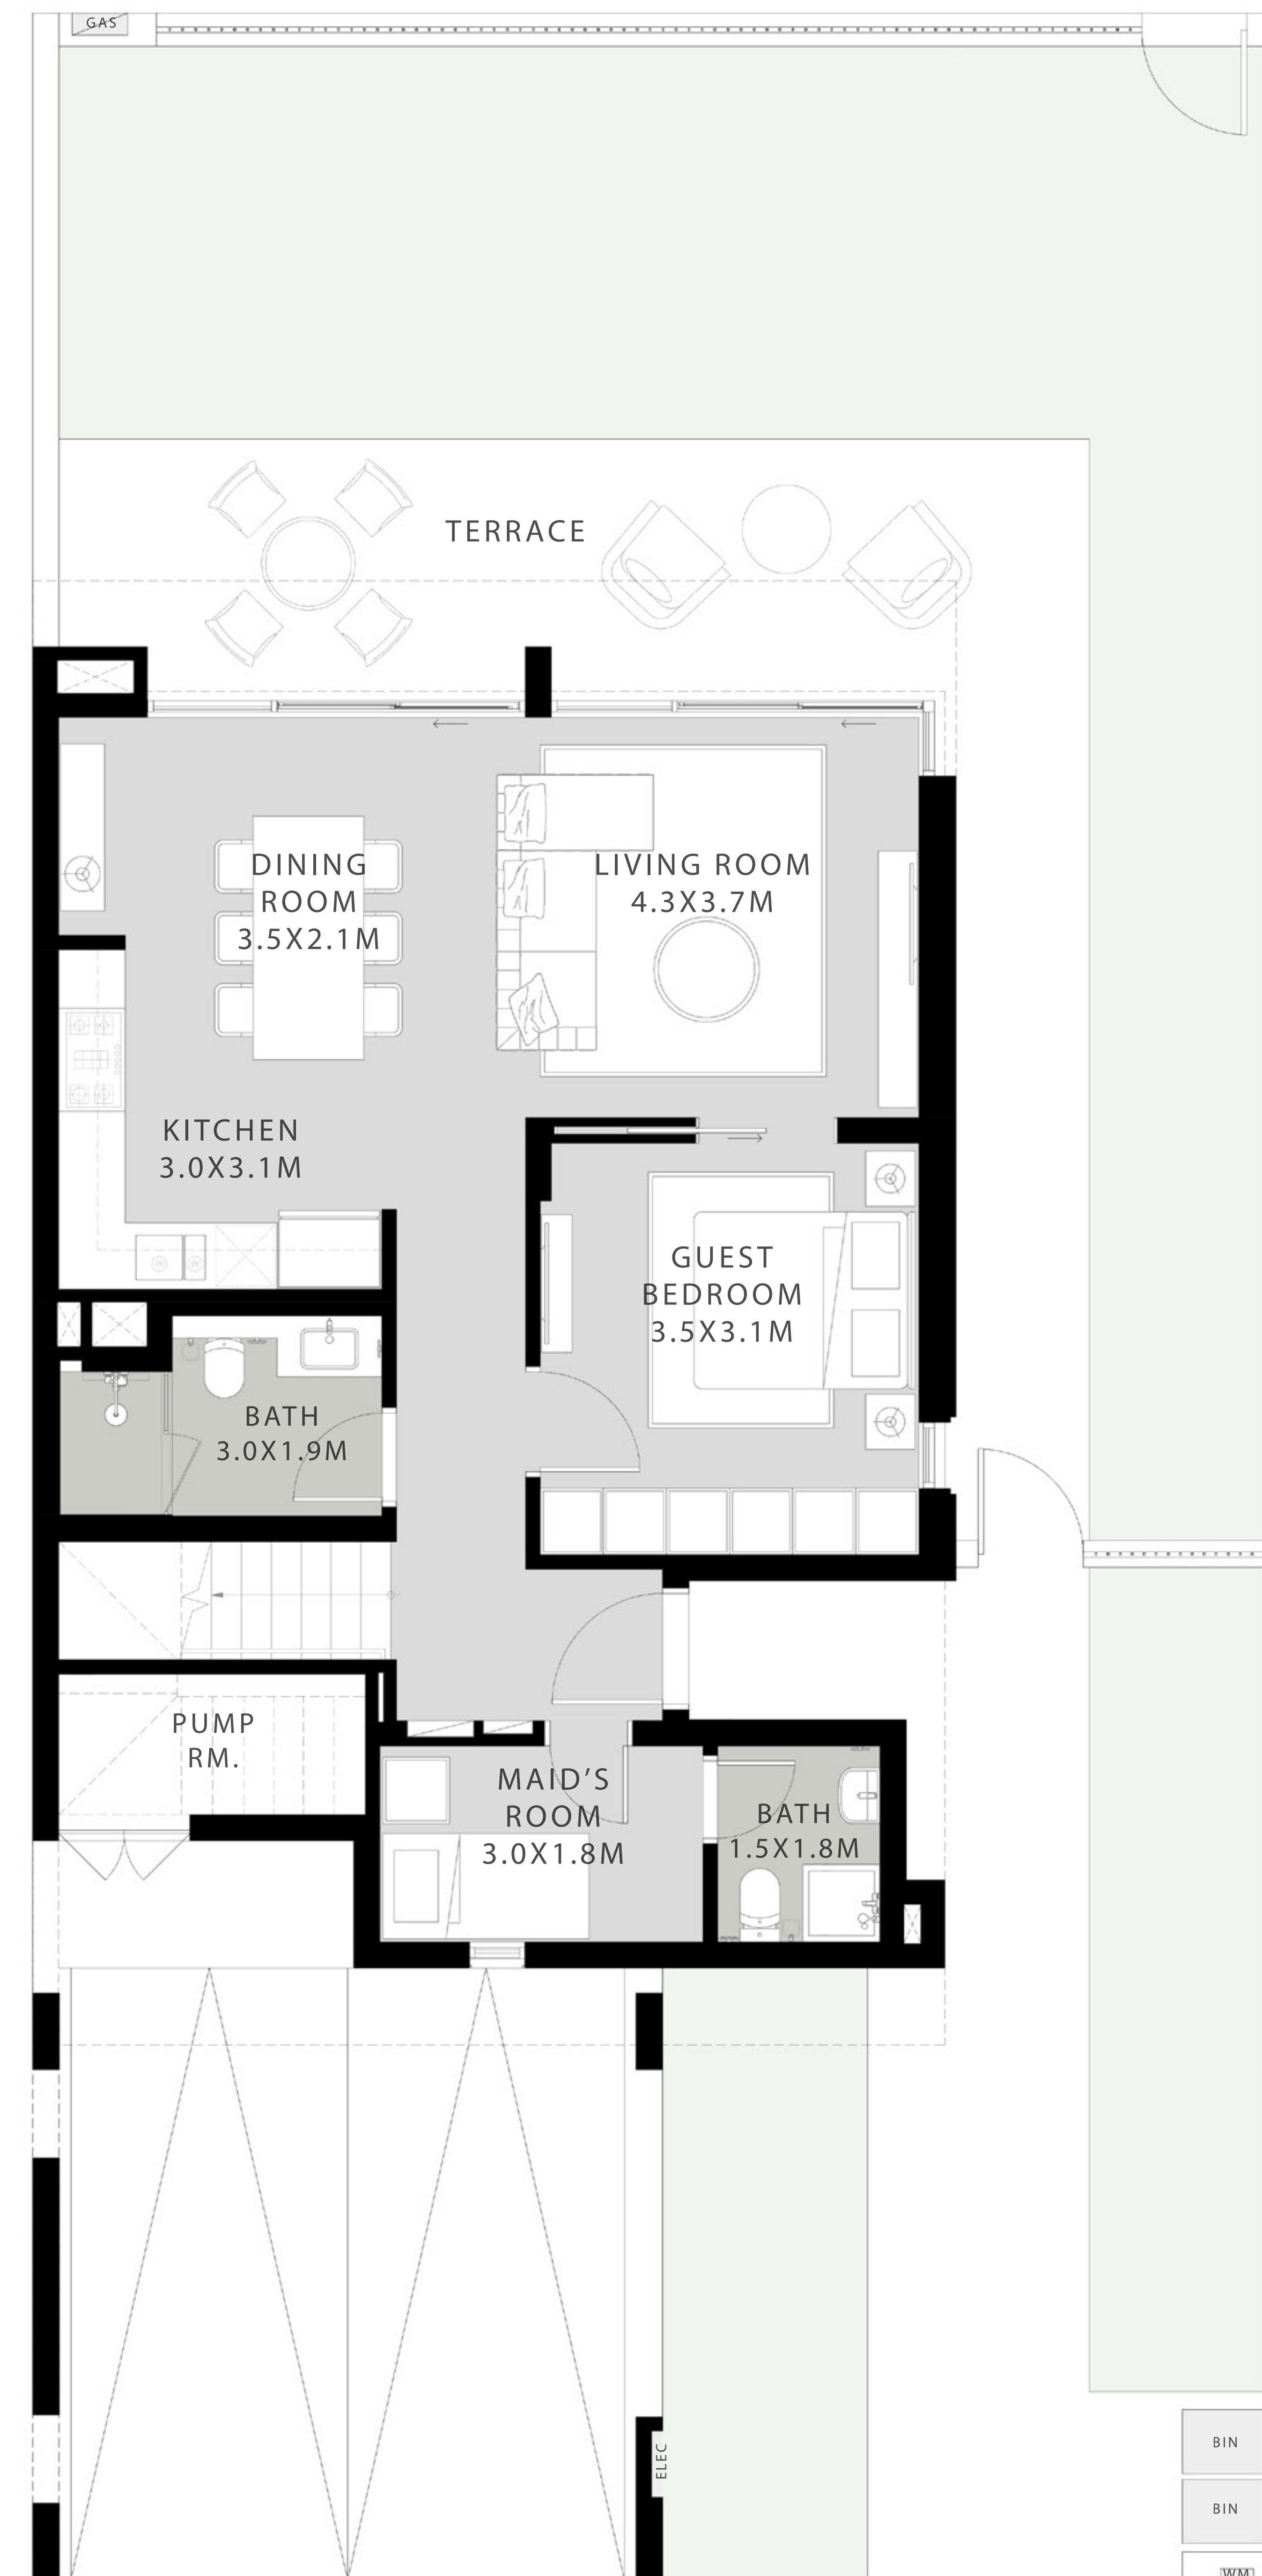 GAS
TERRACE
DINING
ROOM
3.5X2.1M
LIVING ROOM
4.3X3.7M
KITCHEN
3.0X3.1M
GUEST
BEDROOM
3.5X3.1M
BATH
3.0X1.9M
PUMP
RM.
MAID’S
ROOM
3.0X1.8M
BATH
1.5X1.8M
ELEC
BIN
BIN
WM